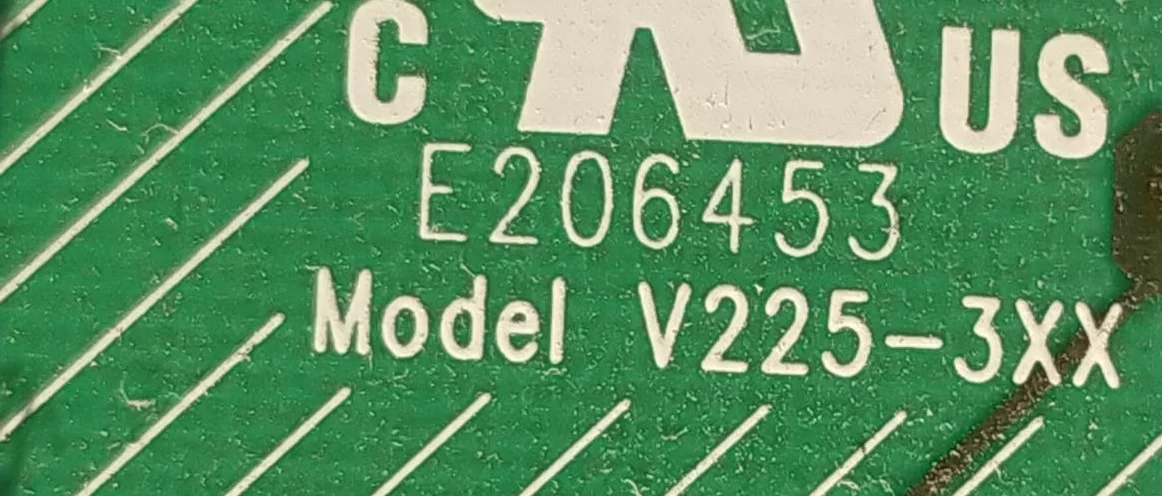 C US
E206453
Model V225-3XX